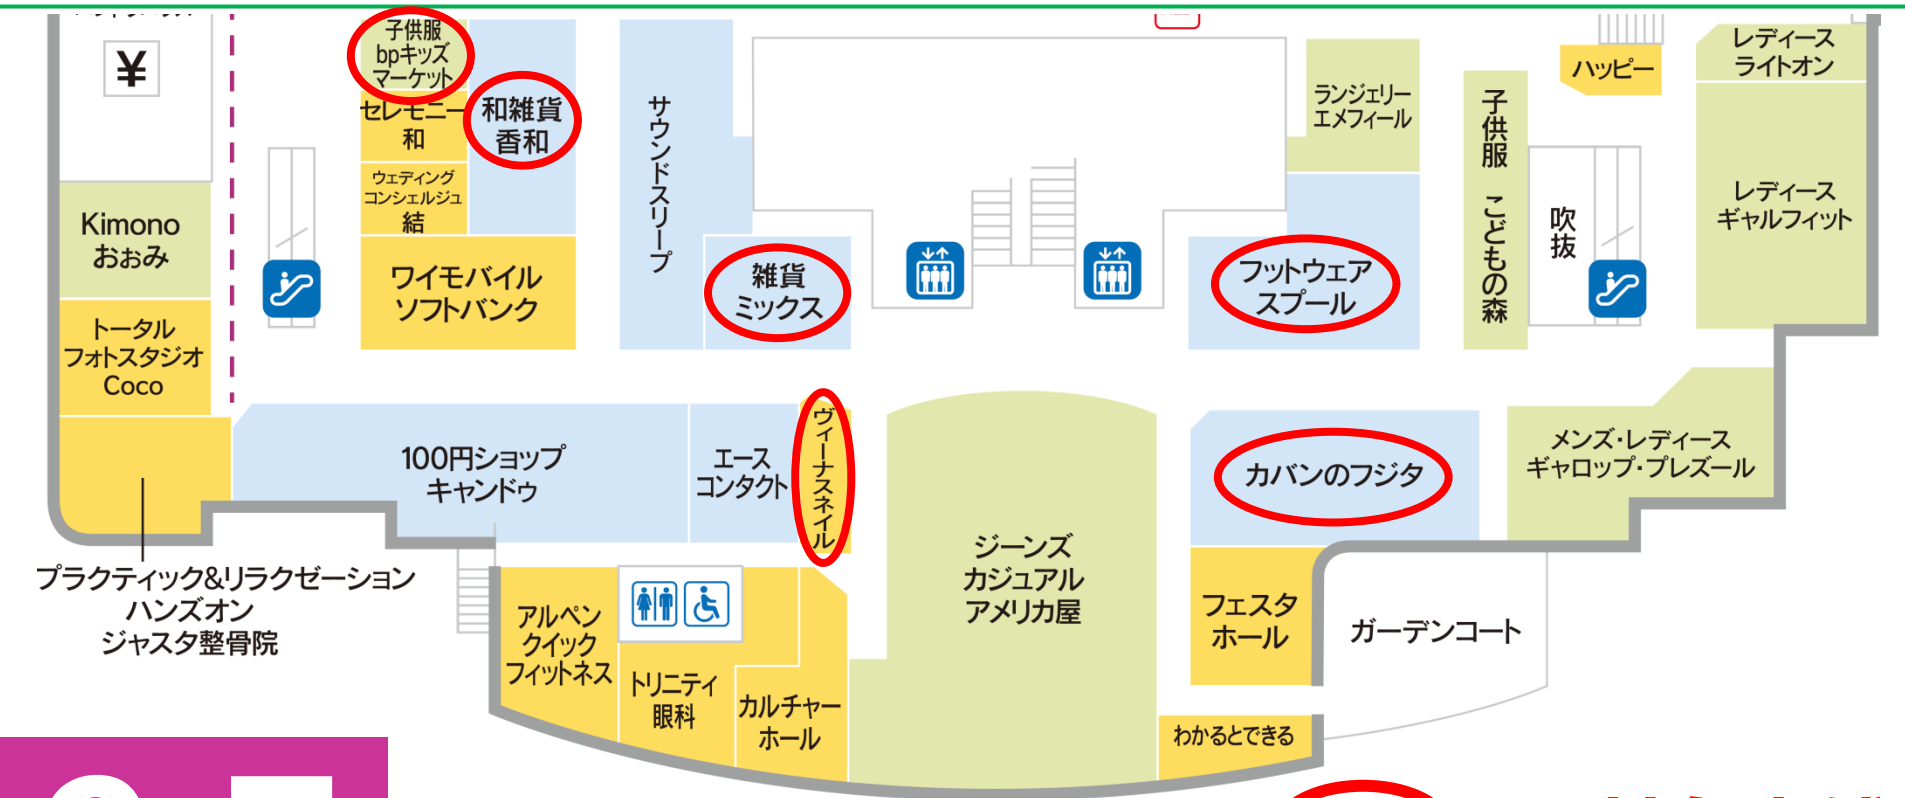 ¥
子供服
bpキッズ
マーケット
セレモニー
和
和雑貨
香和
ウェディング
コンシェルジュ
結
ワイモバイル
ソフトバンク
サウンドスリープ
雑貨
ミックス
ランジェリー
エメフィール
フットウェア
スプール
子供服 こどもの森
ハッピー
吹抜
レディース
ライトオン
レディース
ギャルフィット
Kimono
おぉみ
トータル
フォトスタジオ
Coco
プラクティック&リラクゼーション
ハンズオン
ジャスタ整骨院
100円ショップ
キャンドゥ
エース
コンタクト
ヴィーナスネイル
ジーンズ
カジュアル
アメリカ屋
カバンのフジタ
メンズ・レディース
ギャロップ・プレズール
アルペン
クイック
フィットネス
トリニティ
眼科
カルチャー
ホール
フェスタ
ホール
ガーデンコート
わかるとできる